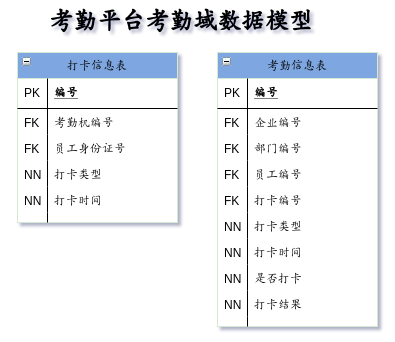 考勤平台考勤域数据模型
打卡信息表
PK 编号
FK 考勤机编号
FK 员工身份证号
NN 打卡类型
NN 打卡时间
考勤信息表
PK 编号
FK 企业编号
FK 部门编号
FK 员工编号
FK 打卡编号
NN 打卡类型
NN 打卡时间
NN 是否打卡
NN 打卡结果